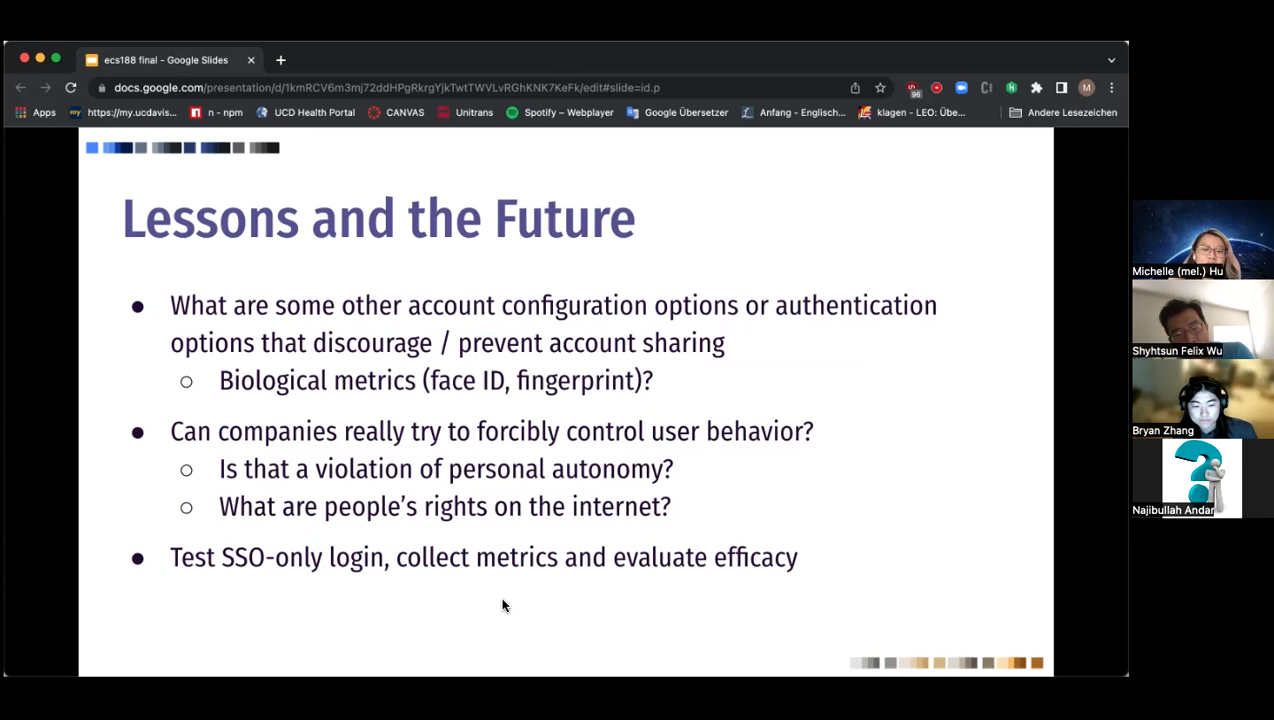 ecs188 final - Google Slides
docs.google.com/presentation/d/1kmRCV6m3mj72ddHPgRkrgYjkTwtTWVLvRGhKNK7KeFk/edit#slide=id.p
96
M
Apps
https://my.ucdavis...
n - npm
UCD Health Portal
CANVAS
Unitrans
Spotify – Webplayer
Google Übersetzer
Anfang - Englisch...
klagen - LEO: Übe...
Andere Lesezeichen
Lessons and the Future
● What are some other account configuration options or authentication
options that discourage / prevent account sharing
○ Biological metrics (face ID, fingerprint)?
● Can companies really try to forcibly control user behavior?
○ Is that a violation of personal autonomy?
○ What are people's rights on the internet?
● Test SSO-only login, collect metrics and evaluate efficacy
Michelle (mel.) Hu
Shyhtsun Felix Wu
Bryan Zhang
Najibullah Andar